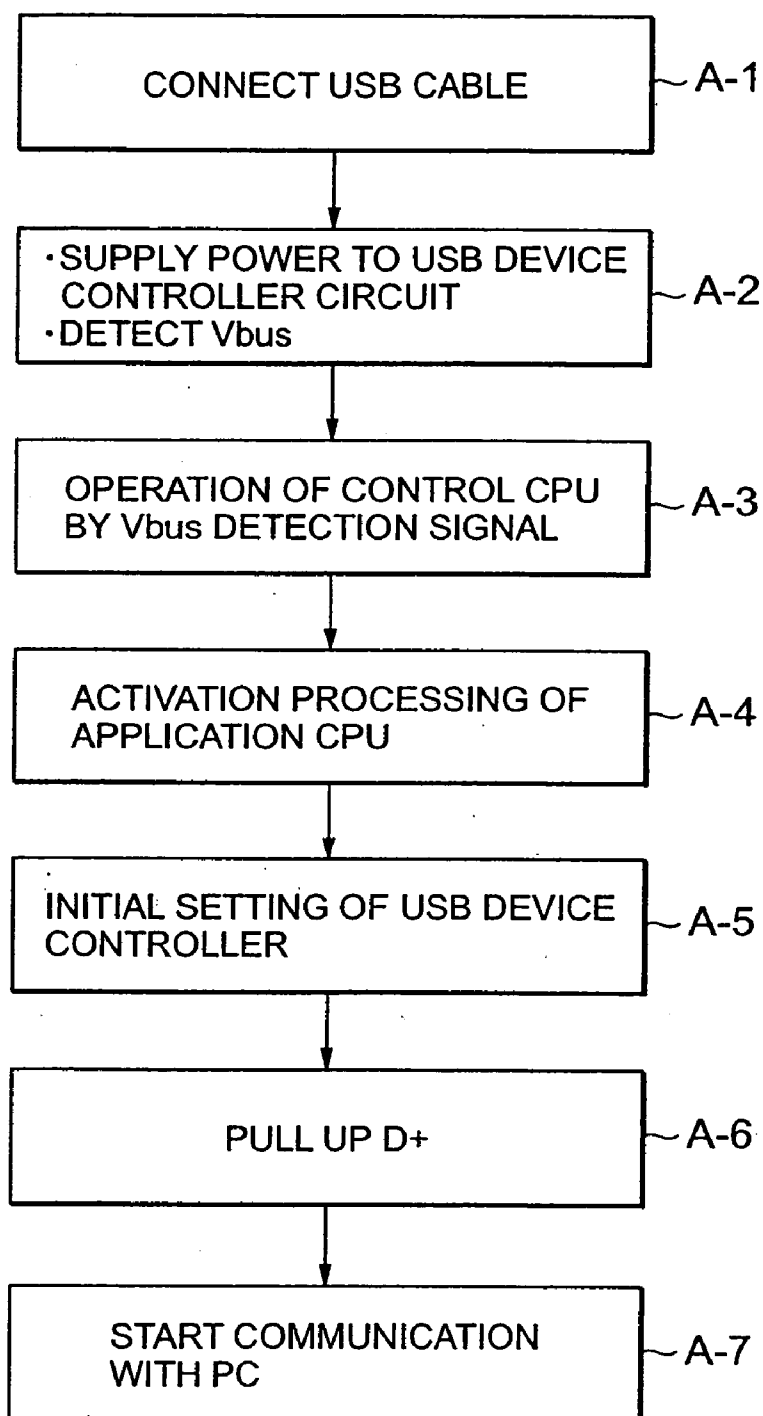 CONNECT USB CABLE
A-1
·SUPPLY POWER TO USB DEVICE
CONTROLLER CIRCUIT
·DETECT Vbus
A-2
OPERATION OF CONTROL CPU
BY Vbus DETECTION SIGNAL
A-3
ACTIVATION PROCESSING OF
APPLICATION CPU
A-4
INITIAL SETTING OF USB DEVICE
CONTROLLER
A-5
PULL UP D+
A-6
START COMMUNICATION
WITH PC
A-7